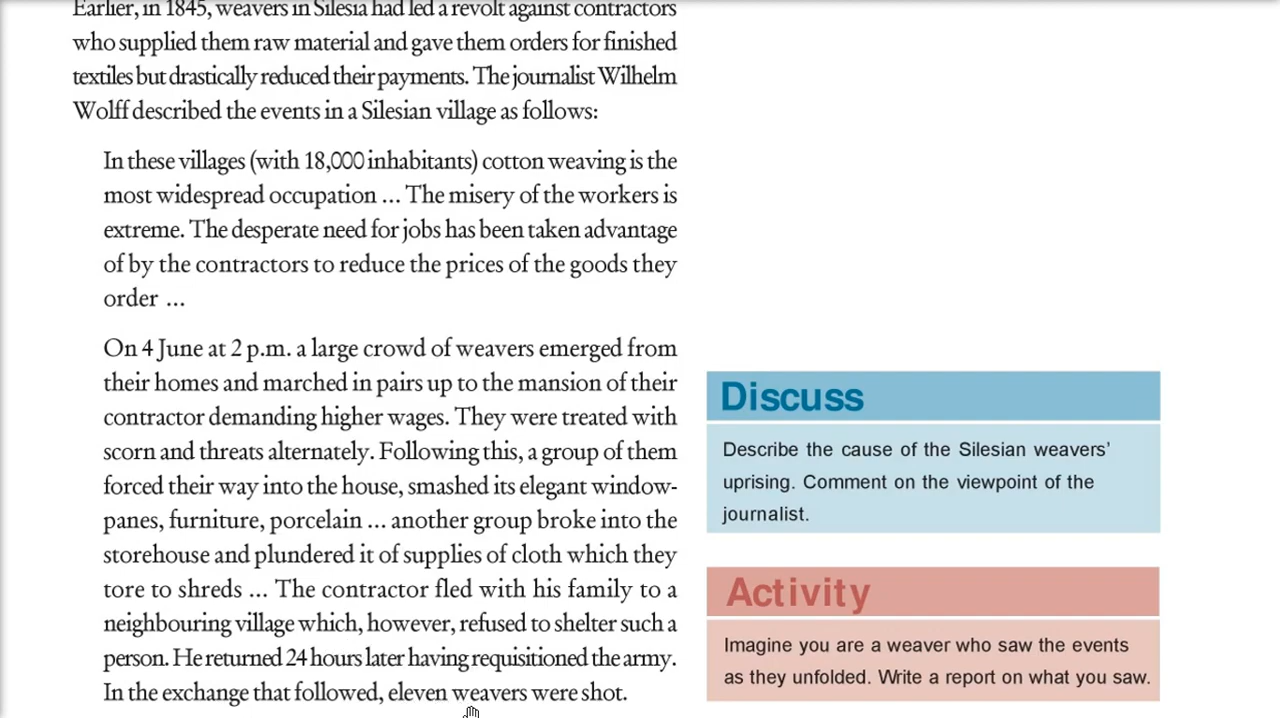 Earlier, in 1845, weavers in Silesia had led a revolt against contractors
who supplied them raw material and gave them orders for finished
textiles but drastically reduced their payments. The journalist Wilhelm
Wolff described the events in a Silesian village as follows:
In these villages (with 18,000 inhabitants) cotton weaving is the
most widespread occupation ... The misery of the workers is
extreme. The desperate need for jobs has been taken advantage
of by the contractors to reduce the prices of the goods they
order ...
On 4 June at 2 p.m. a large crowd of weavers emerged from
their homes and marched in pairs up to the mansion of their
contractor demanding higher wages. They were treated with
scorn and threats alternately. Following this, a group of them
forced their way into the house, smashed its elegant window-
panes, furniture, porcelain ... another group broke into the
storehouse and plundered it of supplies of cloth which they
tore to shreds ... The contractor fled with his family to a
neighbouring village which, however, refused to shelter such a
person. He returned 24 hours later having requisitioned the army.
In the exchange that followed, eleven weavers were shot.
Discuss
Describe the cause of the Silesian weavers'
uprising. Comment on the viewpoint of the
journalist.
Activity
Imagine you are a weaver who saw the events
as they unfolded. Write a report on what you saw.